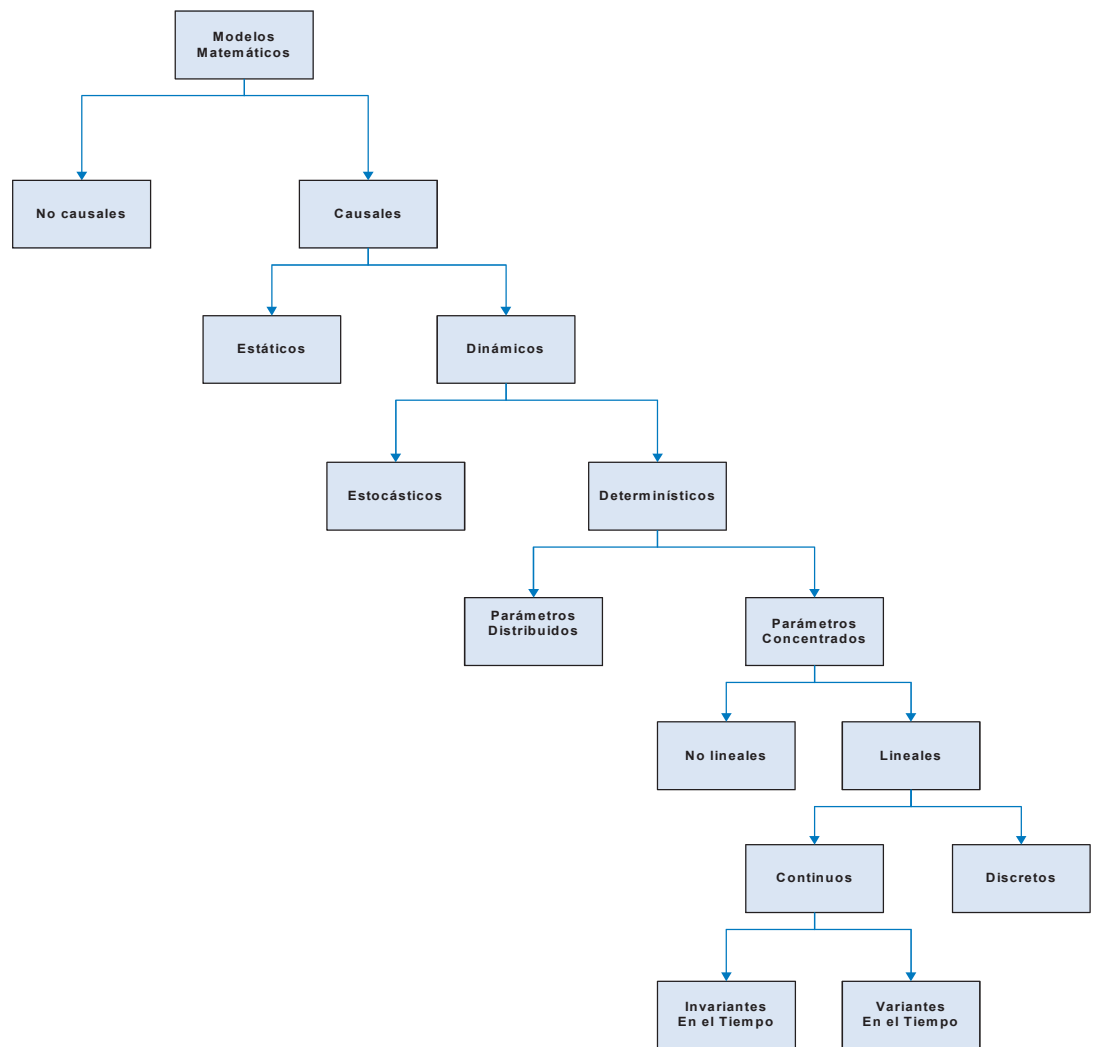 Modelos
Matemáticos
No causales
Causales
Estáticos
Dinámicos
Estocásticos
Determinísticos
Parámetros
Distribuidos
Parámetros
Concentrados
No lineales
Lineales
Continuos
Discretos
Invariantes
En el Tiempo
Variantes
En el Tiempo